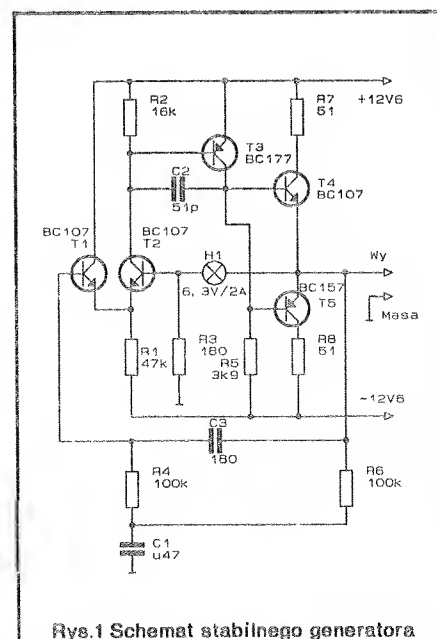 R2
16k
R7
51
+12V6
T3
BC177
C2
51p
T4
BC107
BC107
T1
BC107
T2
H1
6, 3V/2A
Wy
BC157
T5
Masa
R1
47k
R3
180
R5
3k9
R8
51
-12V6
C3
180
R4
100k
R6
100k
C1
u47
Rys.1 Schemat stabilnego generatora